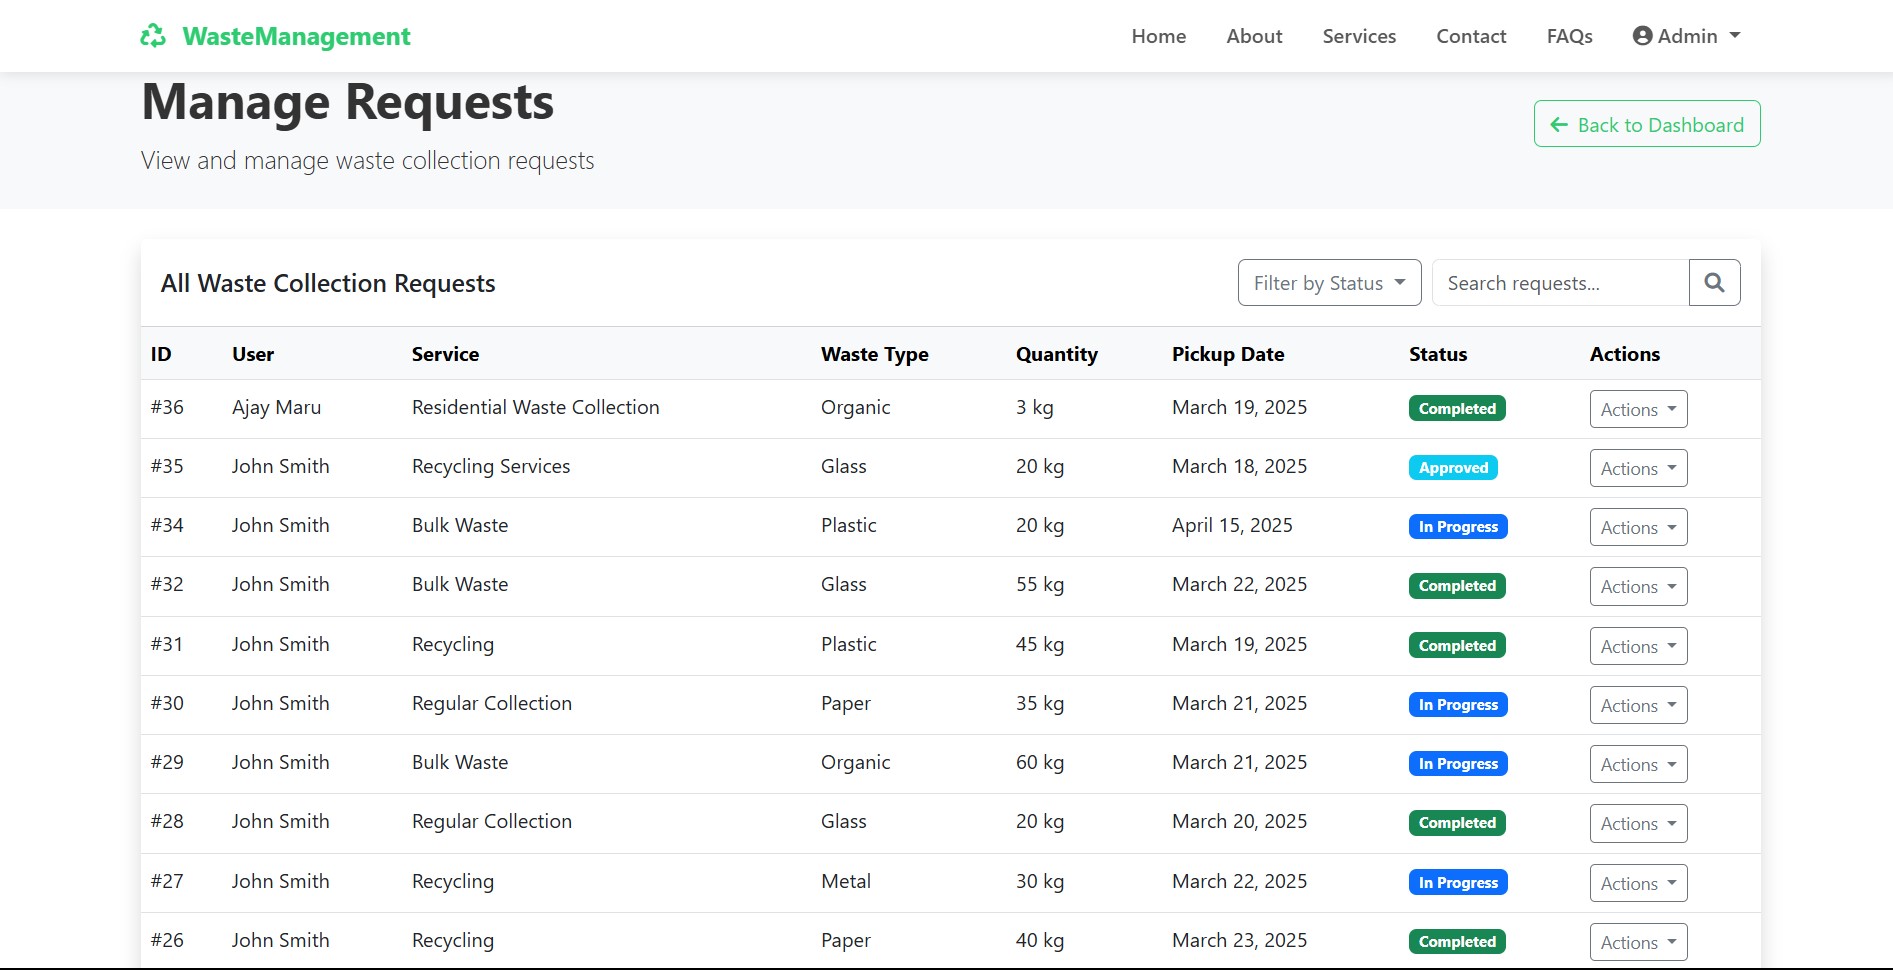 WasteManagement Home About Services Contact FAQs Admin
Manage Requests
Back to Dashboard
View and manage waste collection requests
All Waste Collection Requests Filter by Status Search requests...
ID User Service Waste Type Quantity Pickup Date Status Actions
#36 Ajay Maru Residential Waste Collection Organic 3 kg March 19, 2025 Completed Actions
#35 John Smith Recycling Services Glass 20 kg March 18, 2025 Approved Actions
#34 John Smith Bulk Waste Plastic 20 kg April 15, 2025 In Progress Actions
#32 John Smith Bulk Waste Glass 55 kg March 22, 2025 Completed Actions
#31 John Smith Recycling Plastic 45 kg March 19, 2025 Completed Actions
#30 John Smith Regular Collection Paper 35 kg March 21, 2025 In Progress Actions
#29 John Smith Bulk Waste Organic 60 kg March 21, 2025 In Progress Actions
#28 John Smith Regular Collection Glass 20 kg March 20, 2025 Completed Actions
#27 John Smith Recycling Metal 30 kg March 22, 2025 In Progress Actions
#26 John Smith Recycling Paper 40 kg March 23, 2025 Completed Actions